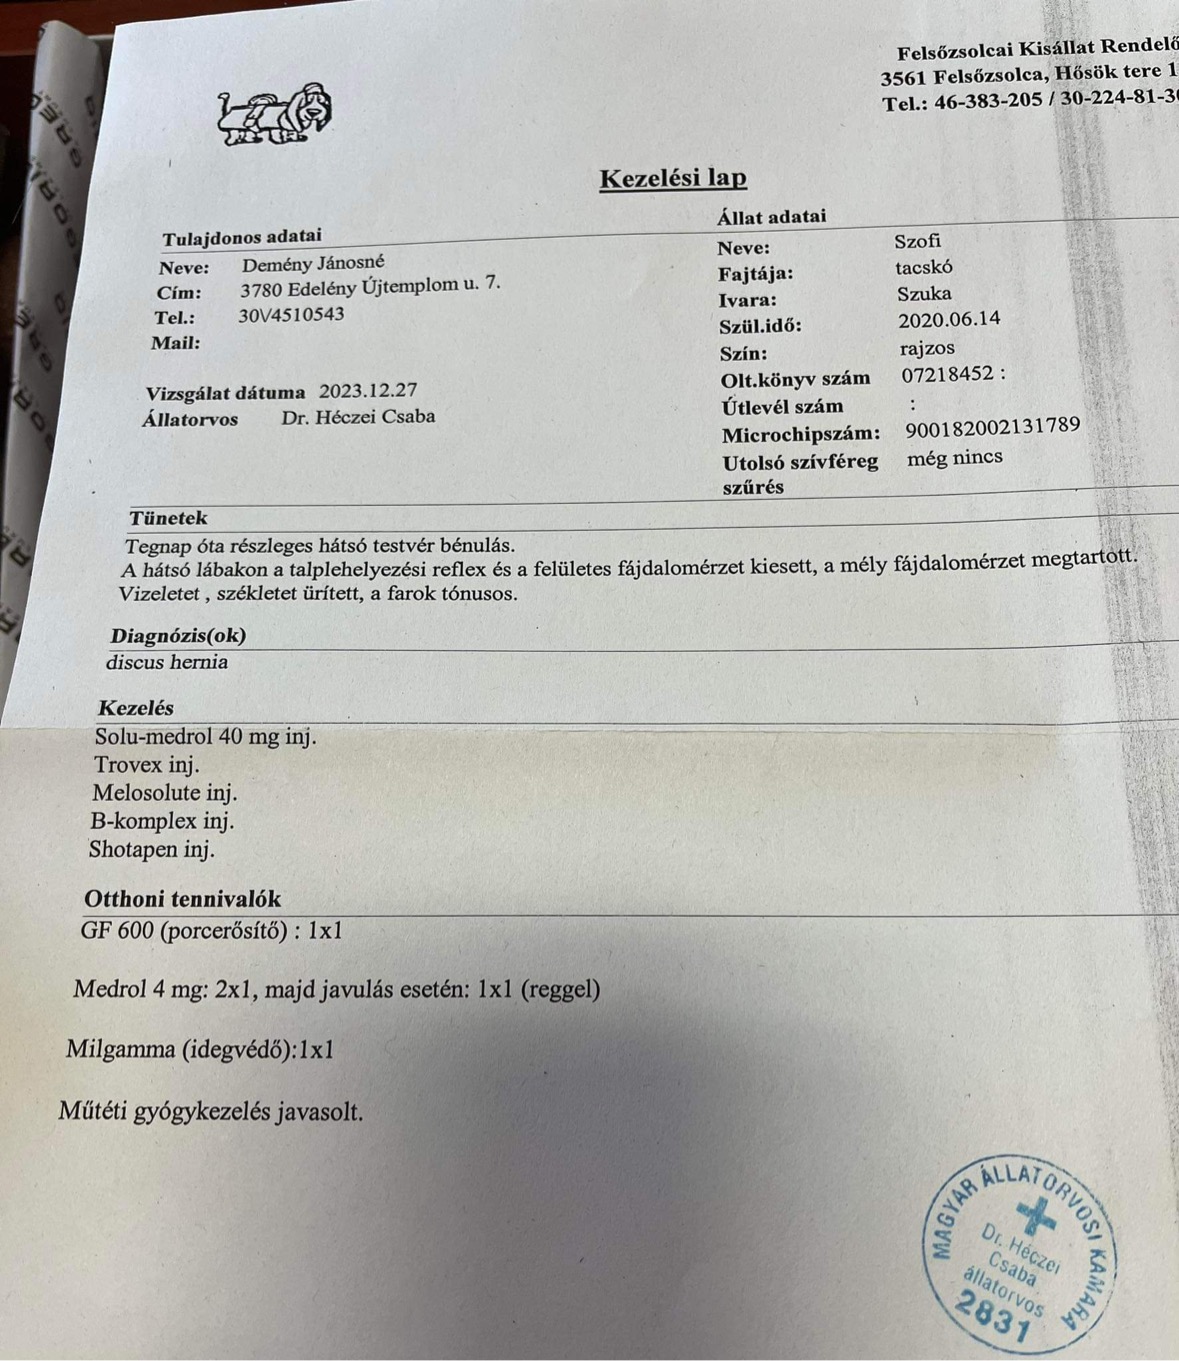 Felsőzsolcai Kisállat Rendelő
3561 Felsőzsolca, Hősök tere 1
Tel.: 46-383-205 / 30-224-81-30
Kezelési lap
Tulajdonos adatai
Neve: Demény Jánosné
Cím: 3780 Edelény Újtemplom u. 7.
Tel.: 30V4510543
Mail:
Vizsgálat dátuma 2023.12.27
Állatorvos Dr. Héczei Csaba
Állat adatai
Neve: Szofi
Fajtája: tacskó
Ivara: Szuka
Szül.idő: 2020.06.14
Szín: rajzos
Olt.könyv szám 07218452 :
Útlevél szám :
Microchipszám: 900182002131789
Utolsó szívféreg még nincs
szűrés
Tünetek
Tegnap óta részleges hátsó testvér bénulás.
A hátsó lábakon a talplehelyezési reflex és a felületes fájdalomérzet kiesett, a mély fájdalomérzet megtartott.
Vizeletet , székletet ürített, a farok tónusos.
Diagnózis(ok)
discus hernia
Kezelés
Solu-medrol 40 mg inj.
Trovex inj.
Melosolute inj.
B-komplex inj.
Shotapen inj.
Otthoni tennivalók
GF 600 (porcerősítő) : 1x1
Medrol 4 mg: 2x1, majd javulás esetén: 1x1 (reggel)
Milgamma (idegvédő):1x1
Műtéti gyógykezelés javasolt.
MAGYAR ÁLLATORVOSI KAMARA
Dr. Héczei
Csaba
állatorvos
2831